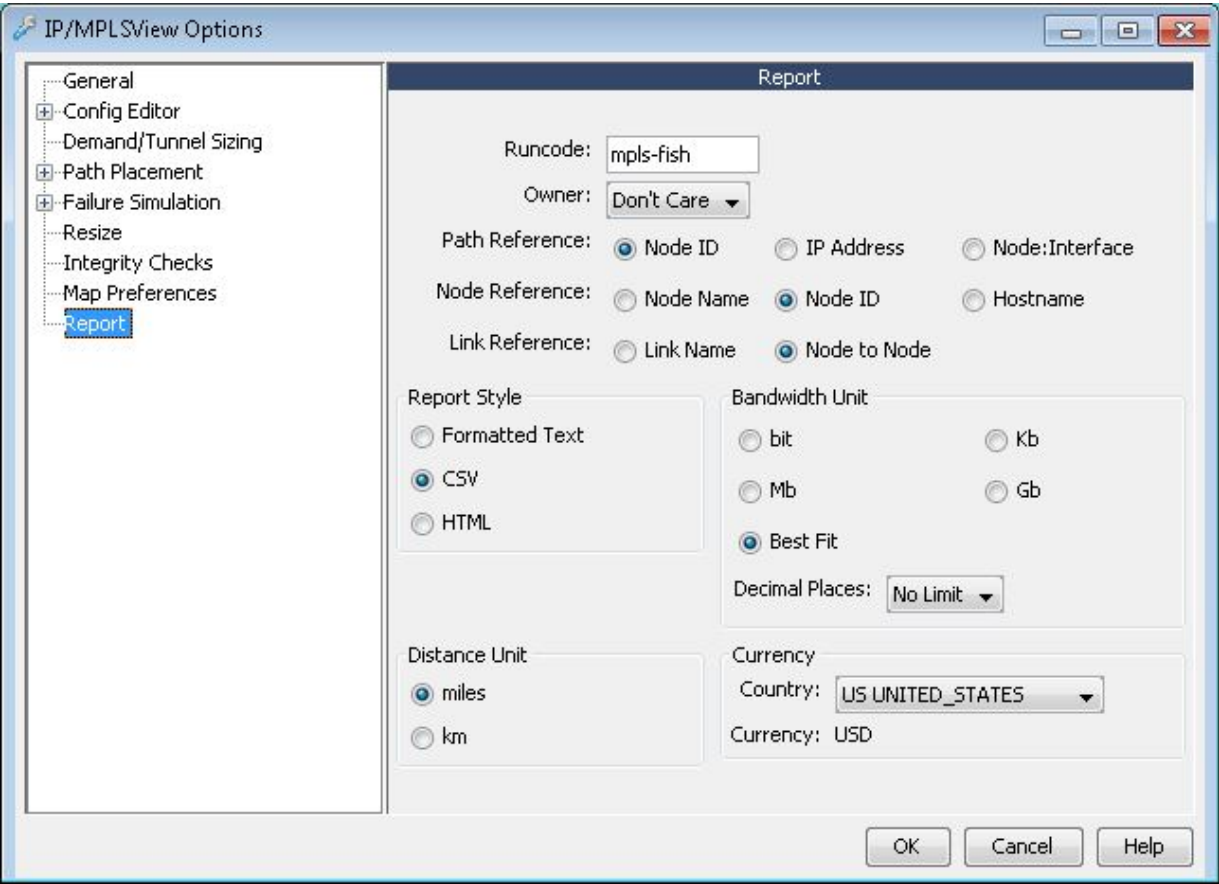 IP/MPLSView Options
General
Config Editor
Demand/Tunnel Sizing
Path Placement
Failure Simulation
Resize
Integrity Checks
Map Preferences
Report
Report
Runcode: mpls-fish
Owner: Don't Care
Path Reference: Node ID IP Address Node:Interface
Node Reference: Node Name Node ID Hostname
Link Reference: Link Name Node to Node
Report Style
Formatted Text
CSV
HTML
Bandwidth Unit
bit Kb
Mb Gb
Best Fit
Decimal Places: No Limit
Distance Unit
miles
km
Currency
Country: US UNITED_STATES
Currency: USD
OK Cancel Help